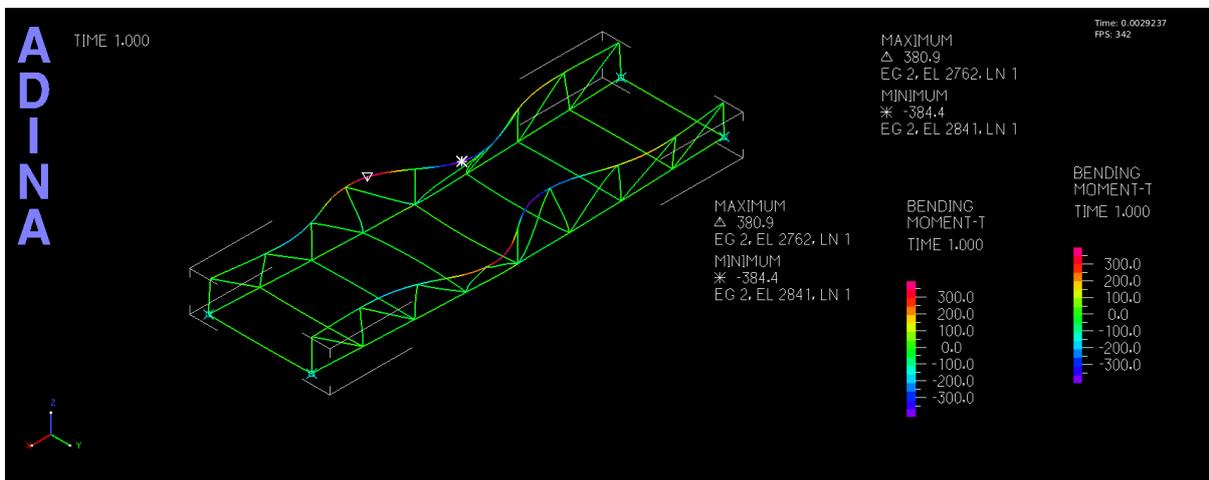 ADINA
TIME 1.000
MAXIMUM
△ 380.9
EG 2, EL 2762, LN 1
MINIMUM
✳ -384.4
EG 2, EL 2841, LN 1
Time: 0.0029237
FPS: 342
MAXIMUM
△ 380.9
EG 2, EL 2762, LN 1
MINIMUM
✳ -384.4
EG 2, EL 2841, LN 1
BENDING
MOMENT-T
TIME 1.000
300.0
200.0
100.0
0.0
-100.0
-200.0
-300.0
BENDING
MOMENT-T
TIME 1.000
300.0
200.0
100.0
0.0
-100.0
-200.0
-300.0
Z
X
Y